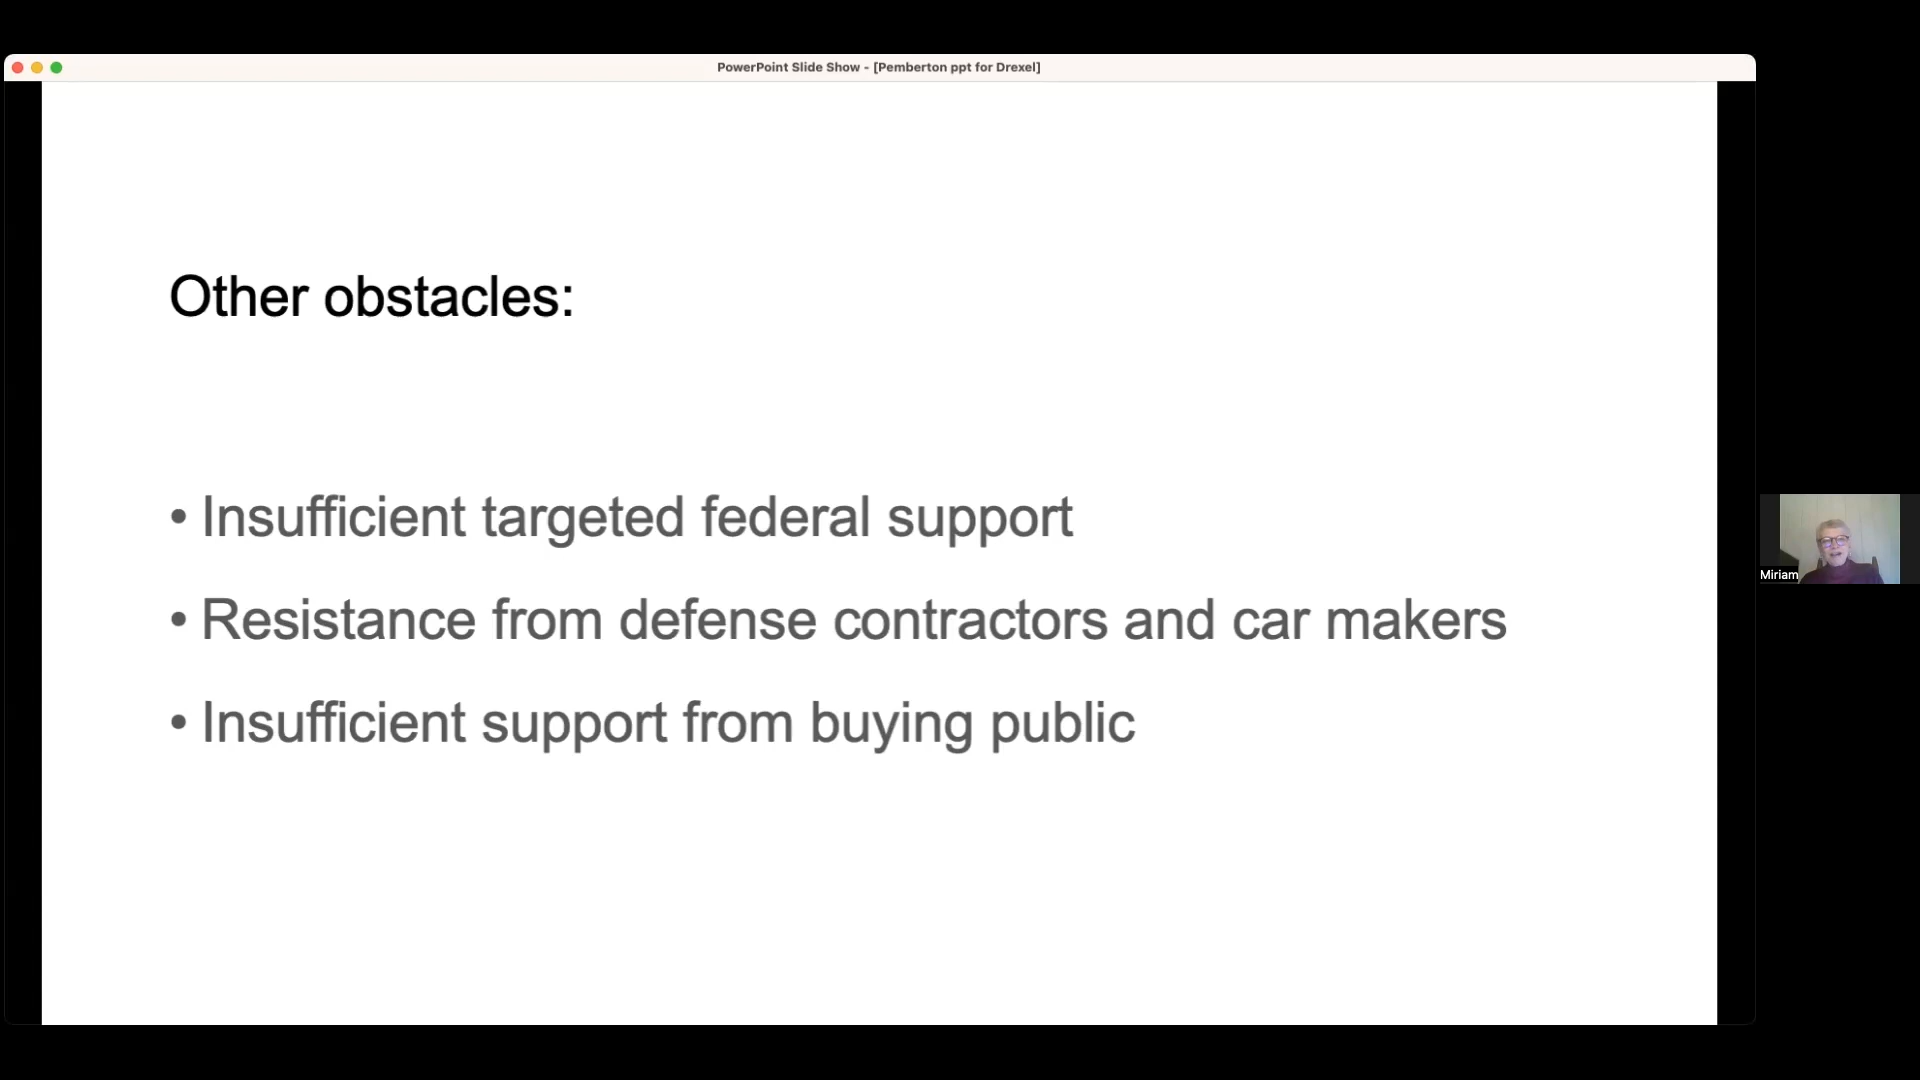 PowerPoint Slide Show - [Pemberton ppt for Drexel]
Other obstacles:
• Insufficient targeted federal support
• Resistance from defense contractors and car makers
• Insufficient support from buying public
Miriam